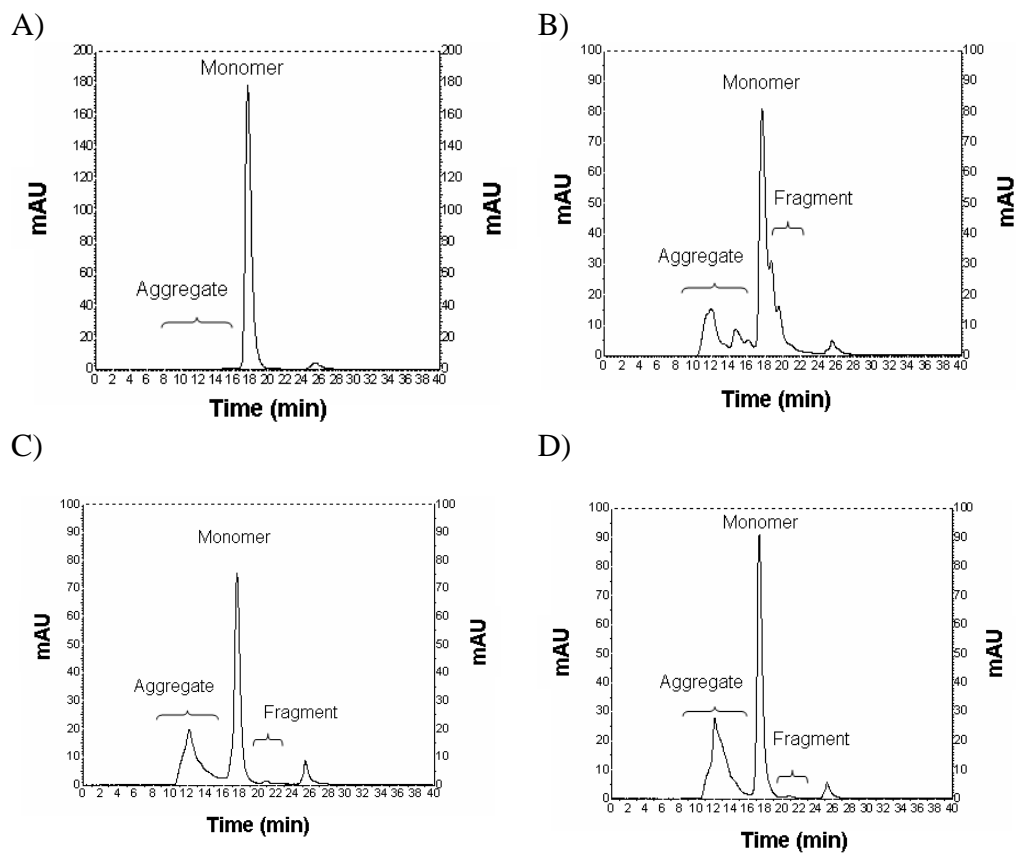 A)
200 180 160 140 120 100 80 60 40 20 0
mAU
Monomer
Aggregate
200 180 160 140 120 100 80 60 40 20 0
mAU
0 2 4 6 8 10 12 14 16 18 20 22 24 26 28 30 32 34 36 38 40
Time (min)
B)
100 90 80 70 60 50 40 30 20 10 0
mAU
Monomer
Fragment
Aggregate
100 90 80 70 60 50 40 30 20 10 0
mAU
0 2 4 6 8 10 12 14 16 18 20 22 24 26 28 30 32 34 36 38 40
Time (min)
C)
100 90 80 70 60 50 40 30 20 10 0
mAU
Monomer
Aggregate
Fragment
100 90 80 70 60 50 40 30 20 10 0
mAU
0 2 4 6 8 10 12 14 16 18 20 22 24 26 28 30 32 34 36 38 40
Time (min)
D)
100 90 80 70 60 50 40 30 20 10 0
mAU
Monomer
Aggregate
Fragment
100 90 80 70 60 50 40 30 20 10 0
mAU
0 2 4 6 8 10 12 14 16 18 20 22 24 26 28 30 32 34 36 38 40
Time (min)